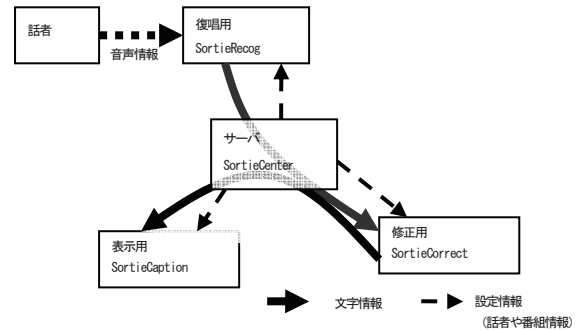 話者
音声情報
復唱用
SortieRecog
サーバ
SortieCenter
表示用
SortieCaption
修正用
SortieCorrect
文字情報
設定情報
(話者や番組情報)